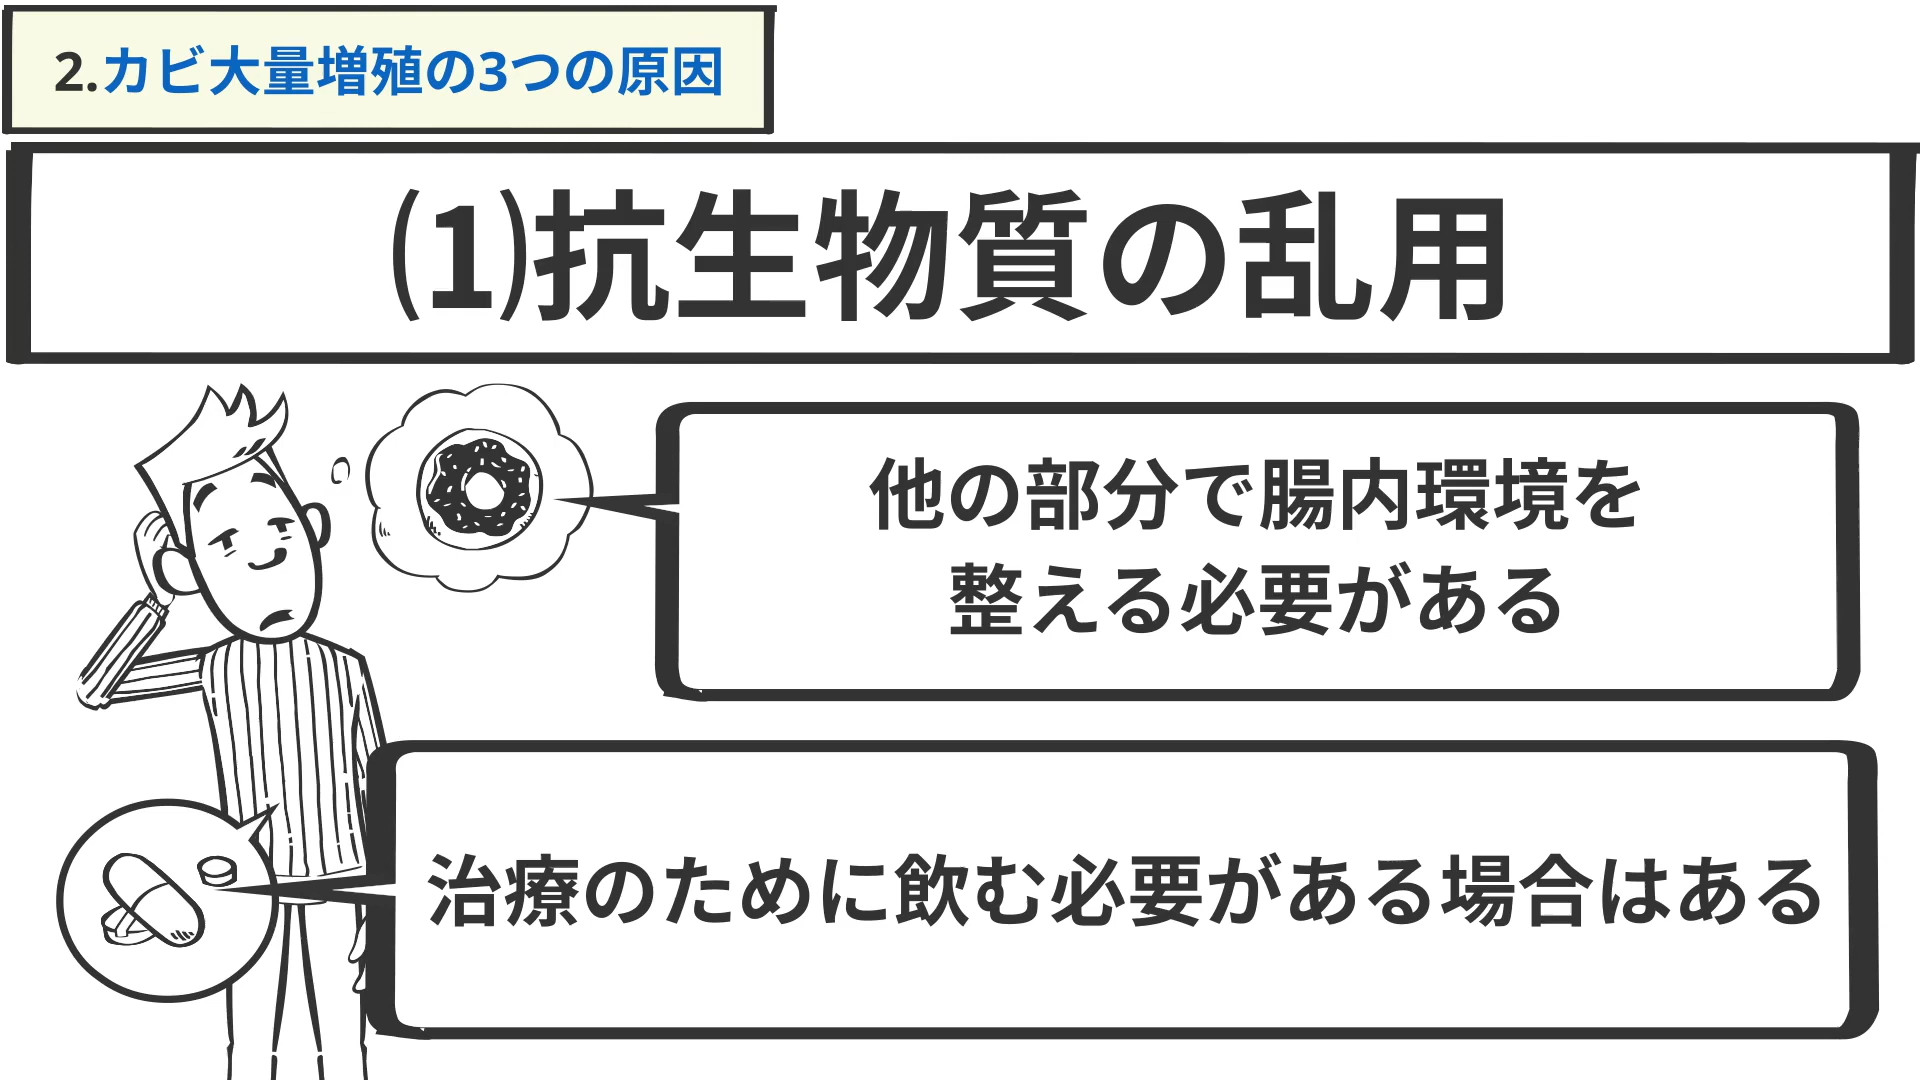 2.カビ大量増殖の3つの原因
(1)抗生物質の乱用
他の部分で腸内環境を
整える必要がある
治療のために飲む必要がある場合はある